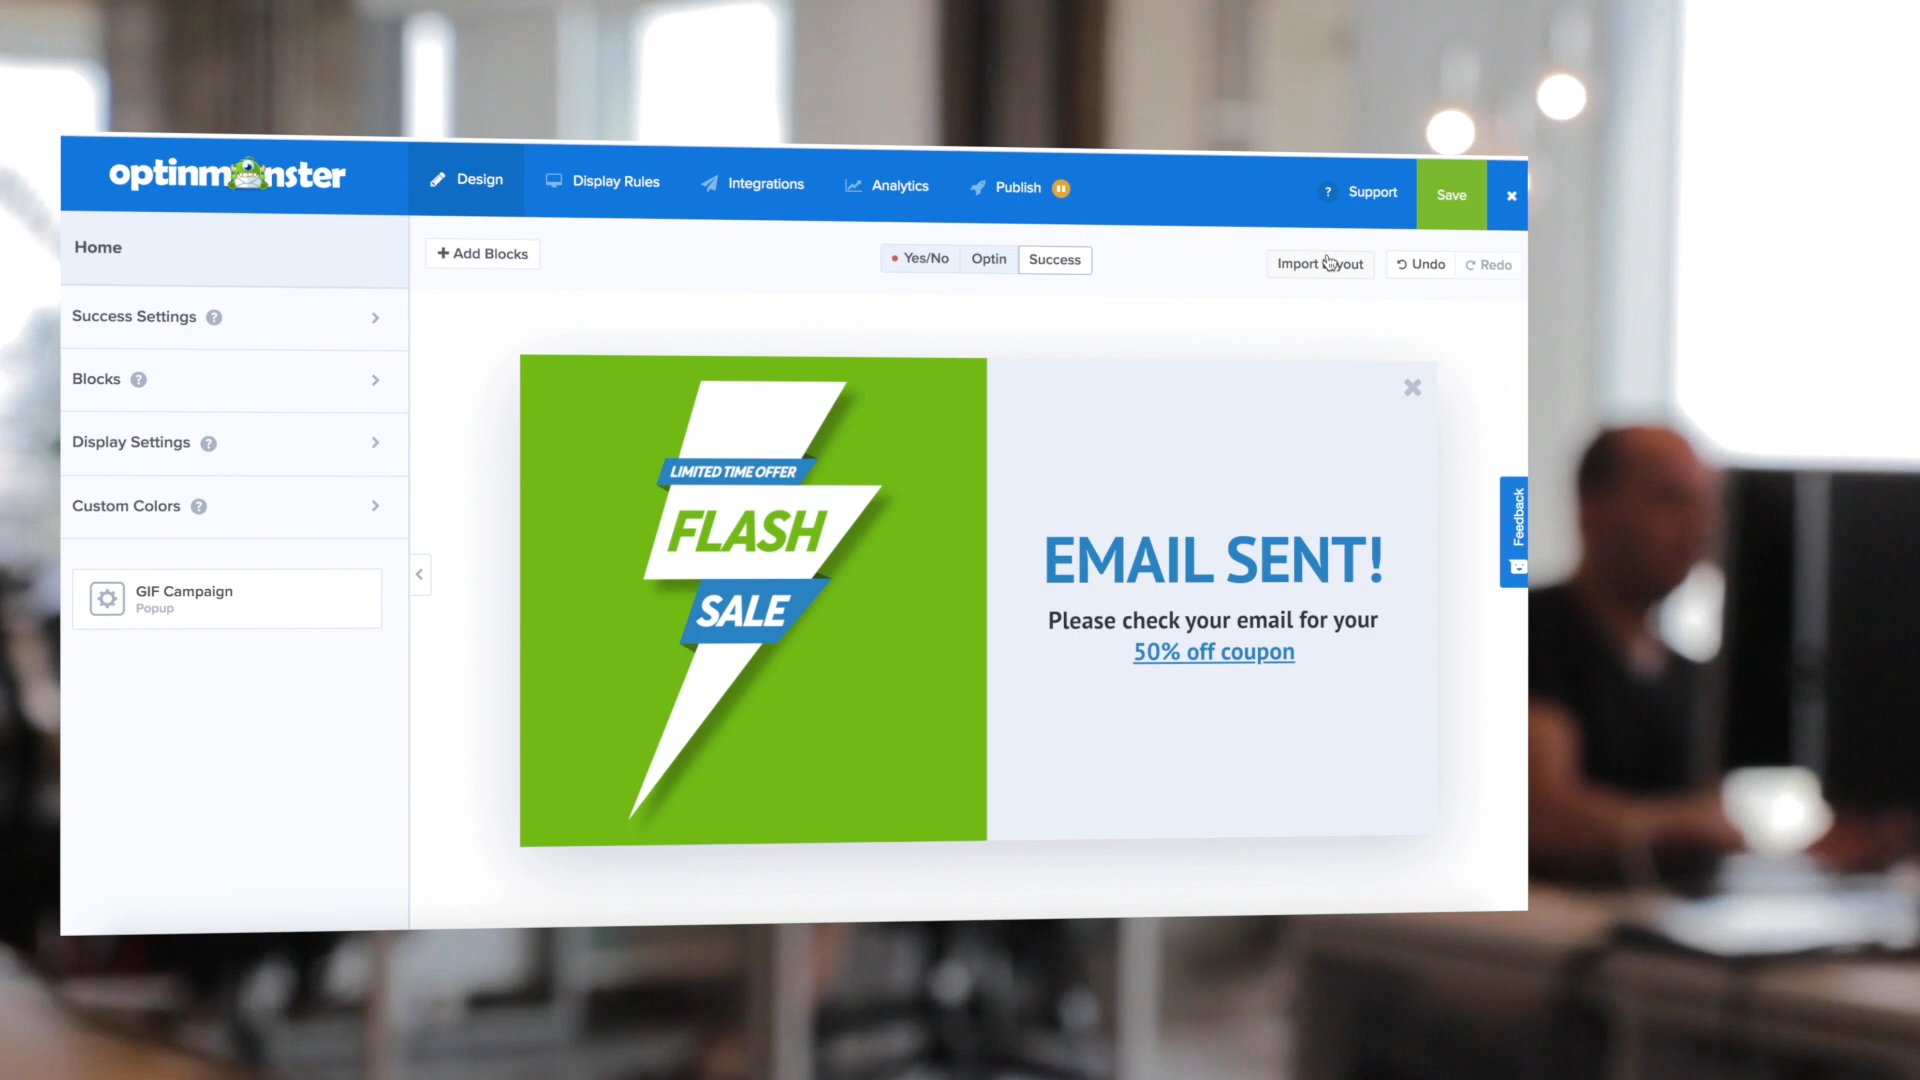 optinmonster
Design
Display Rules
Integrations
Analytics
Publish
? Support
Save
Home
+ Add Blocks
Yes/No
Optin
Success
Import
yout
Undo
Redo
Success Settings ?
Blocks ?
Display Settings ?
Custom Colors ?
GIF Campaign
Popup
LIMITED TIME OFFER
FLASH
SALE
EMAIL SENT!
Please check your email for your
50% off coupon
Feedback